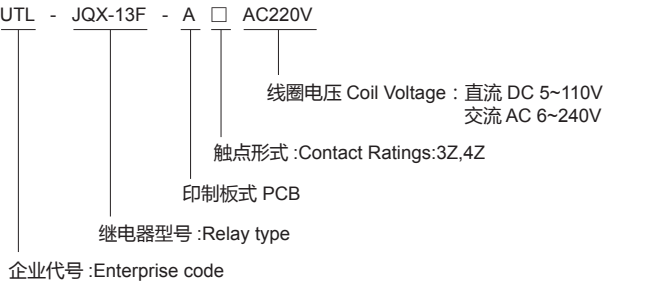 UTL - JQX-13F - A □ AC220V
线圈电压 Coil Voltage：直流 DC 5~110V
交流 AC 6~240V
触点形式 :Contact Ratings:3Z,4Z
印制板式 PCB
继电器型号 :Relay type
企业代号 :Enterprise code